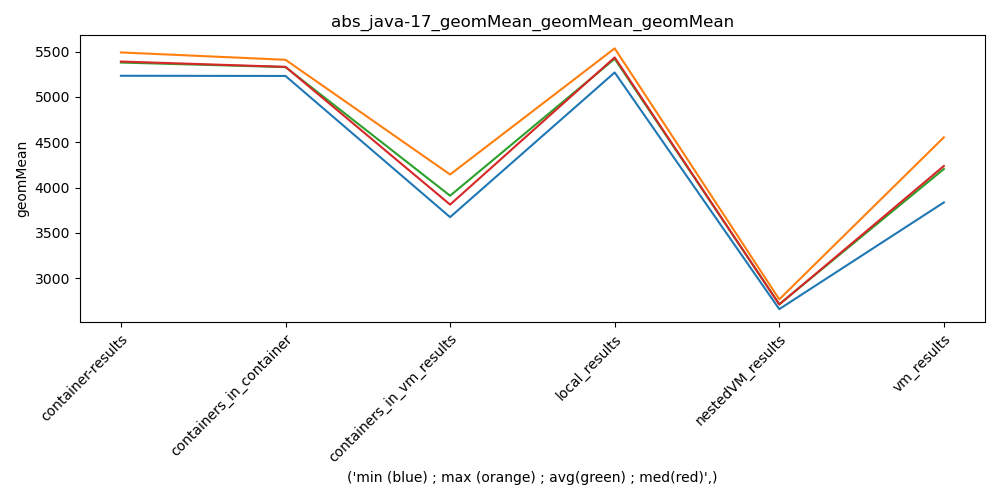 abs_java-17_geomMean_geomMean_geomMean
5500
5000
4500
4000
3500
3000
geomMean
container-results
containers_in_container
containers_in_vm_results
local_results
nestedVM_results
vm_results
('min (blue) ; max (orange) ; avg(green) ; med(red)',)